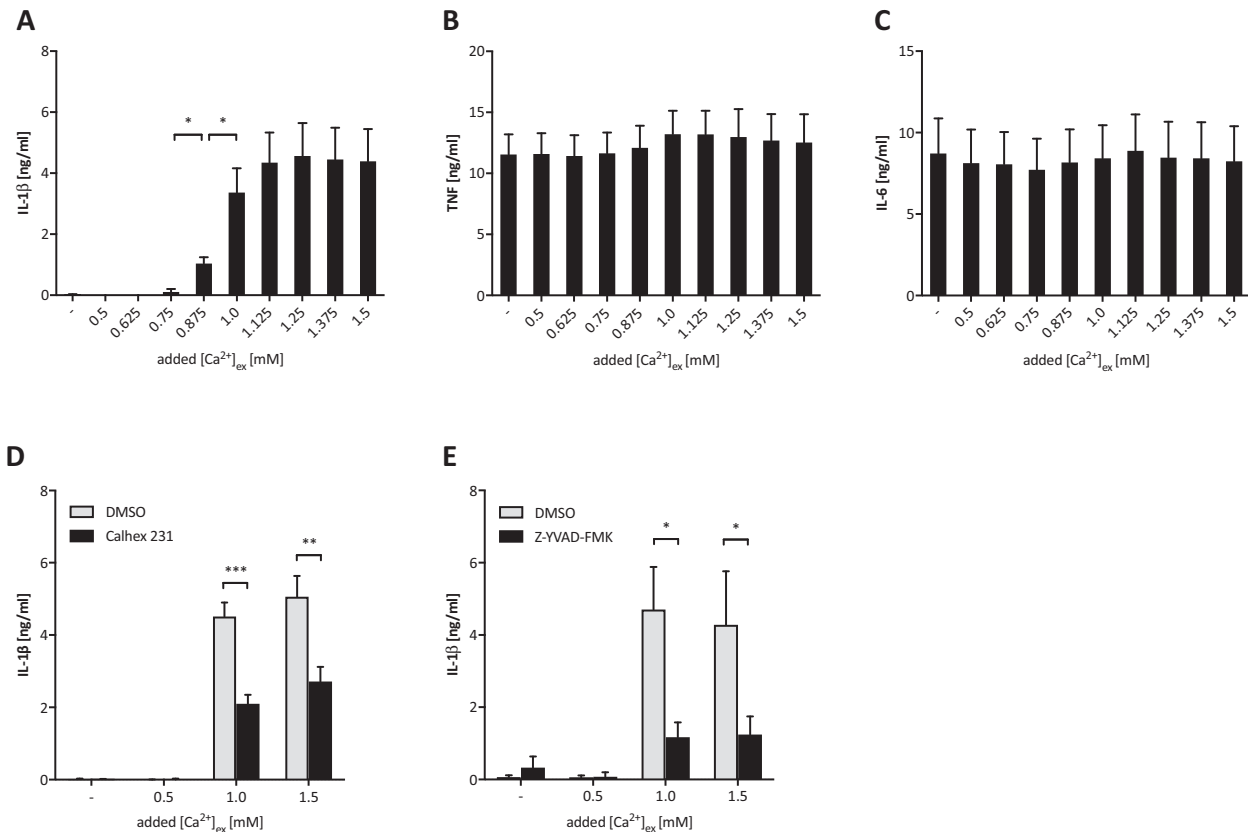 A
8
6
4
2
0
IL-1β [ng/ml]
* *
- 0.5 0.625 0.75 0.875 1.0 1.125 1.25 1.375 1.5
added [Ca²⁺]ex [mM]
B
20
15
10
5
0
TNF [ng/ml]
- 0.5 0.625 0.75 0.875 1.0 1.125 1.25 1.375 1.5
added [Ca²⁺]ex [mM]
C
15
10
5
0
IL-6 [ng/ml]
- 0.5 0.625 0.75 0.875 1.0 1.125 1.25 1.375 1.5
added [Ca²⁺]ex [mM]
D
8
6
4
2
0
IL-1β [ng/ml]
DMSO
Calhex 231
*** **
- 0.5 1.0 1.5
added [Ca²⁺]ex [mM]
E
8
6
4
2
0
IL-1β [ng/ml]
DMSO
Z-YVAD-FMK
* *
- 0.5 1.0 1.5
added [Ca²⁺]ex [mM]